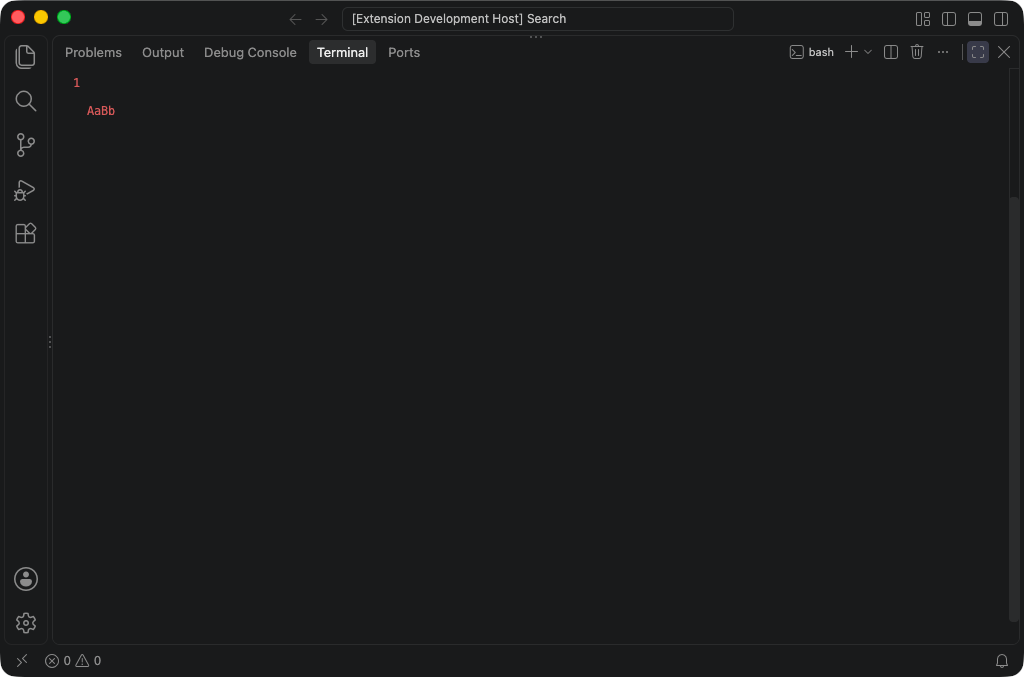 [Extension Development Host] Search
Problems Output Debug Console Terminal Ports bash
1
AaBb
0 0